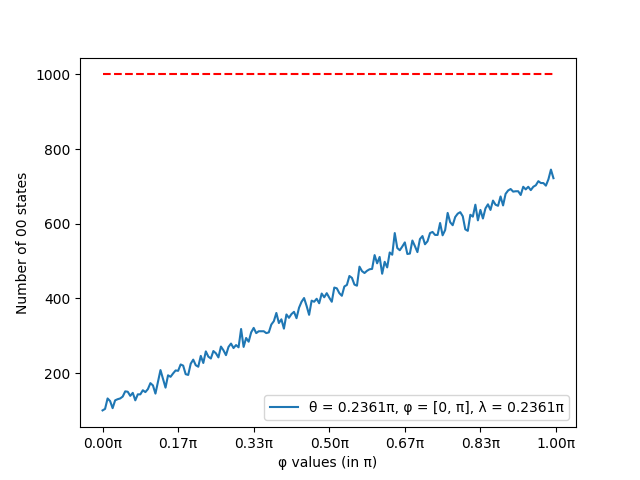 1000
800
600
400
200
Number of 00 states
θ = 0.2361π, φ = [0, π], λ = 0.2361π
0.00π 0.17π 0.33π 0.50π 0.67π 0.83π 1.00π
φ values (in π)